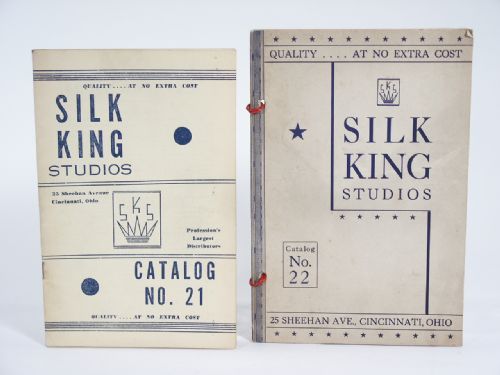 QUALITY .... AT NO EXTRA COST
SILK
KING
STUDIOS
25 Sheehan Avenue
Cincinnati, Ohio
SKS
Profession's
Largest
Distributors
CATALOG
NO. 21
QUALITY .... AT NO EXTRA COST
QUALITY .... AT NO EXTRA COST
SKS
SILK
KING
STUDIOS
Catalog
No.
22
25 SHEEHAN AVE., CINCINNATI, OHIO